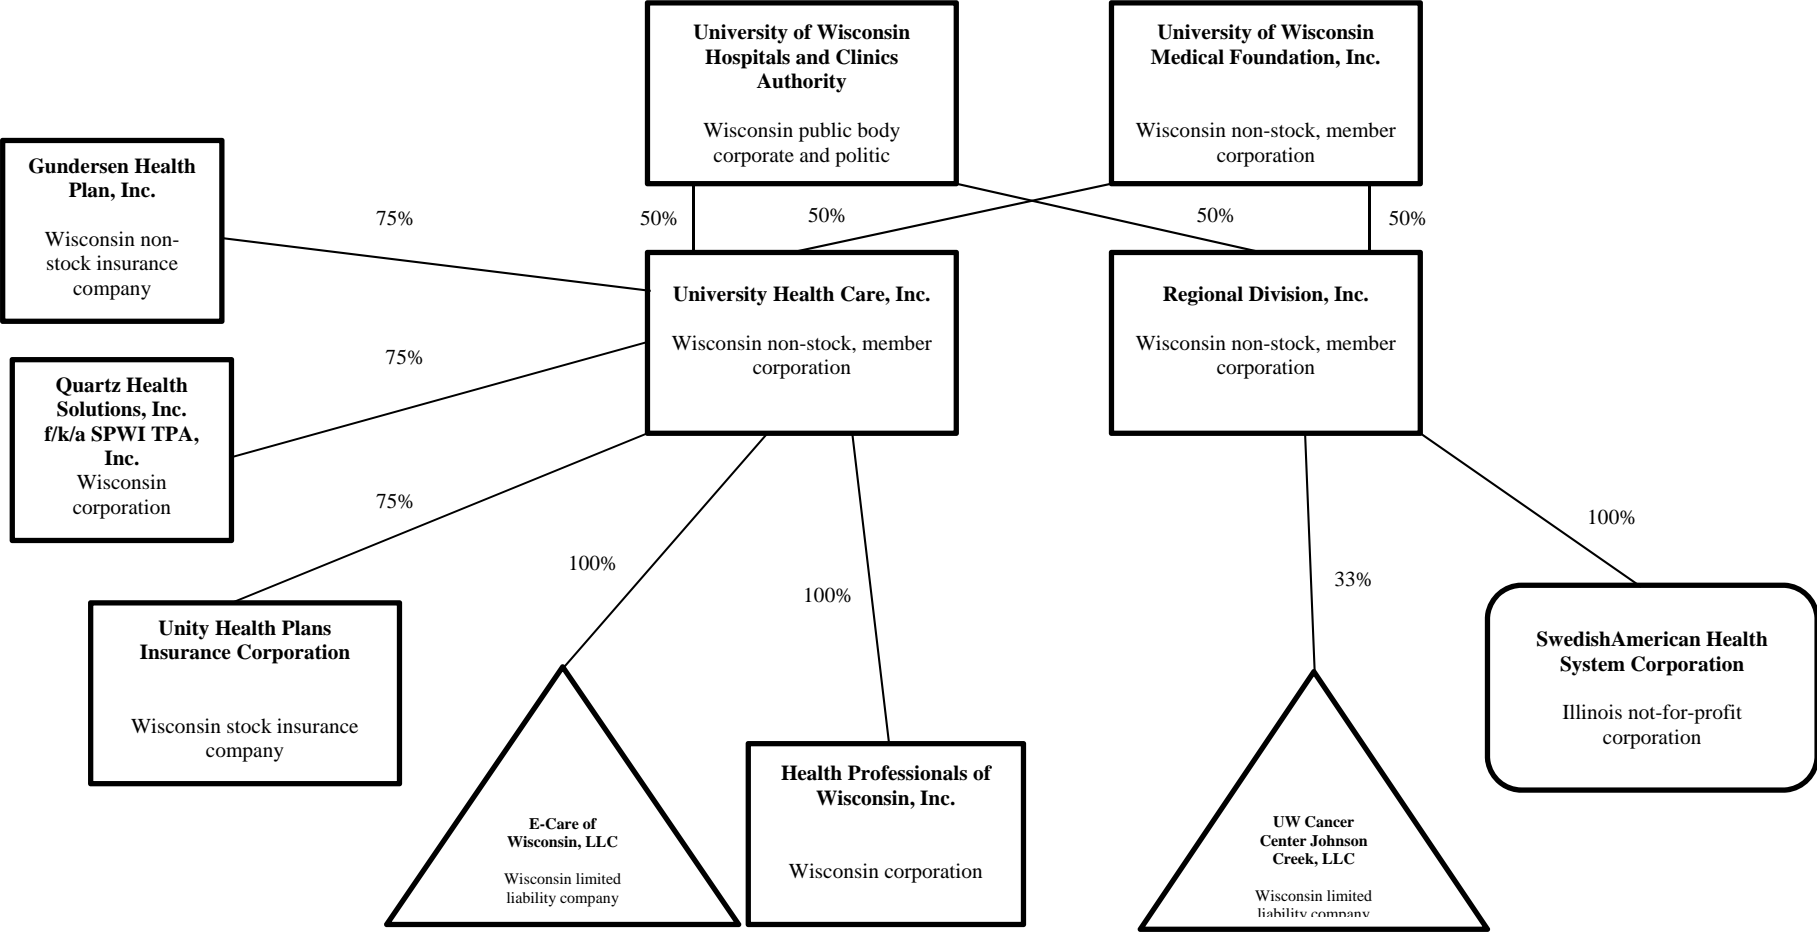 University of Wisconsin
Hospitals and Clinics
Authority
Wisconsin public body
corporate and politic
University of Wisconsin
Medical Foundation, Inc.
Wisconsin non-stock, member
corporation
Gundersen Health
Plan, Inc.
Wisconsin non-
stock insurance
company
75%
50%
50%
50%
50%
University Health Care, Inc.
Wisconsin non-stock, member
corporation
Regional Division, Inc.
Wisconsin non-stock, member
corporation
75%
Quartz Health
Solutions, Inc.
f/k/a SPWI TPA,
Inc.
Wisconsin
corporation
75%
100%
100%
33%
100%
Unity Health Plans
Insurance Corporation
Wisconsin stock insurance
company
E-Care of
Wisconsin, LLC
Wisconsin limited
liability company
Health Professionals of
Wisconsin, Inc.
Wisconsin corporation
UW Cancer
Center Johnson
Creek, LLC
Wisconsin limited
liability company
SwedishAmerican Health
System Corporation
Illinois not-for-profit
corporation